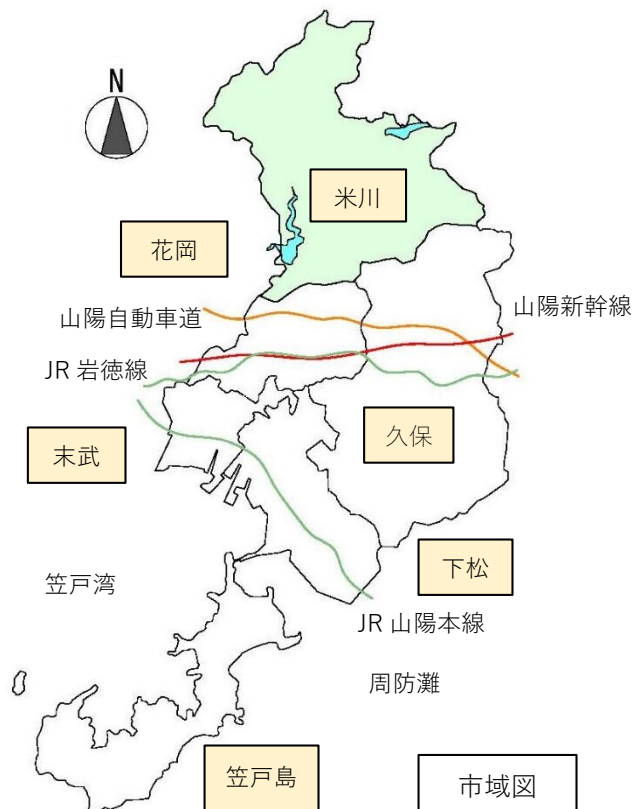 N
米川
花岡
山陽自動車道
山陽新幹線
JR 岩徳線
久保
末武
下松
笠戸湾
JR 山陽本線
周防灘
笠戸島
市域図